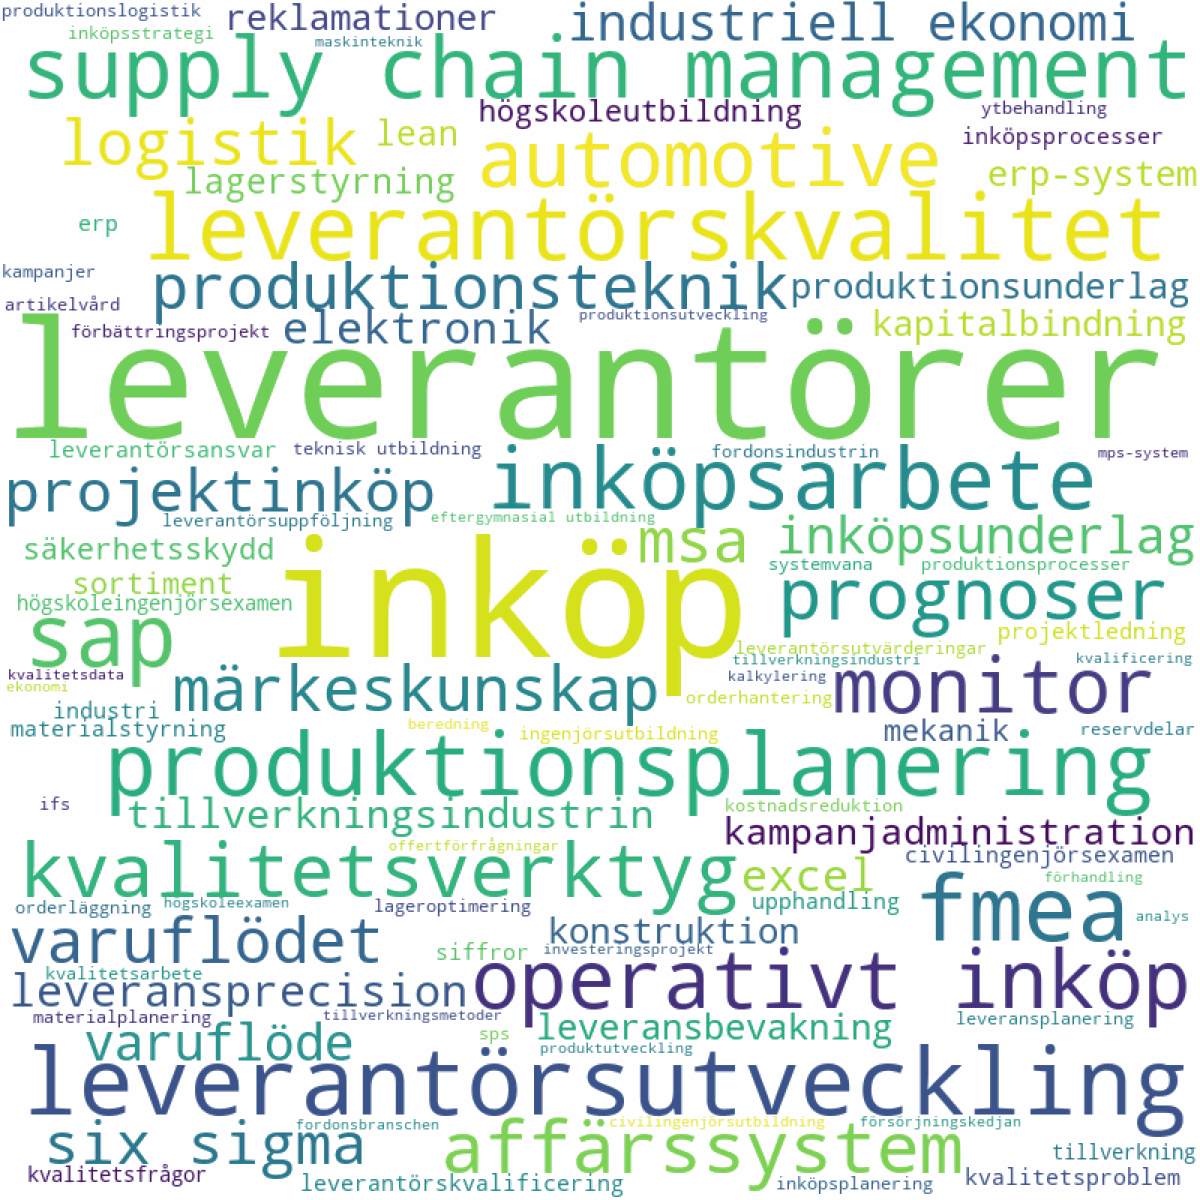 produktionslogistik
reklamationer
industriell ekonomi
inköpsstrategi
maskinteknik
supply chain management
högskoleutbildning
ytbehandling
logistik
lean
automotive
inköpsprocesser
lagerstyrning
erp-system
erp
leverantörskvalitet
kampanjer
produktionsteknik
produktionsunderlag
artikelvård
förbättringsprojekt
elektronik
produktionsutveckling
kapitalbindning
leverantörer
leverantörsansvar
teknisk utbildning
fordonsindustrin
mps-system
projektinköp
inköpsarbete
leverantörsuppföljning
eftergymnasial utbildning
säkerhetsskydd
msa
inköpsunderlag
sortiment
inköp
systemvana
produktionsprocesser
högskoleingenjörsexamen
prognoser
sap
projektledning
leverantörsutvärderingar
tillverkningsindustri
kvalificering
kvalitetsdata
kalkylering
ekonomi
märkeskunskap
orderhantering
monitor
industri
materialstyrning
beredning
ingenjörsutbildning
mekanik
reservdelar
produktionsplanering
ifs
tillverkningsindustrin
kostnadsreduktion
kampanjadministration
offertförfrågningar
civilingenjörsexamen
kvalitetsverktyg
excel
förhandling
orderläggning
högskoleexamen
lageroptimering
upphandling
fmea
analys
varuflödet
siffror
konstruktion
investeringsprojekt
kvalitetsarbete
leveransprecision
operativt inköp
materialplanering
tillverkningsmetoder
leveransbevakning
leveransplanering
varuflöde
sps
produktutveckling
leverantörsutveckling
fordonsbranschen
civilingenjörsutbildning
försörjningskedjan
six sigma
affärssystem
tillverkning
kvalitetsfrågor
leverantörskvalificering
inköpsplanering
kvalitetsproblem